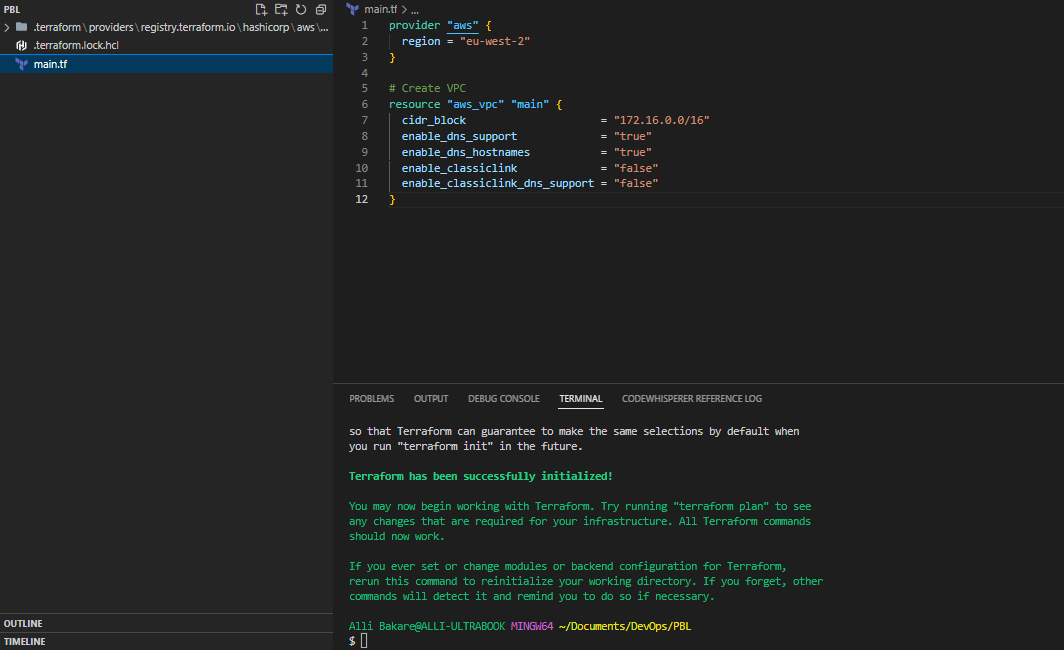 PBL
.terraform\providers\registry.terraform.io\hashicorp\aws\...
.terraform.lock.hcl
main.tf
OUTLINE
TIMELINE
main.tf > ...
1 provider "aws" {
2 region = "eu-west-2"
3 }
4
5 # Create VPC
6 resource "aws_vpc" "main" {
7 cidr_block = "172.16.0.0/16"
8 enable_dns_support = "true"
9 enable_dns_hostnames = "true"
10 enable_classiclink = "false"
11 enable_classiclink_dns_support = "false"
12 }
PROBLEMS OUTPUT DEBUG CONSOLE TERMINAL CODEWHISPERER REFERENCE LOG
so that Terraform can guarantee to make the same selections by default when
you run "terraform init" in the future.
Terraform has been successfully initialized!
You may now begin working with Terraform. Try running "terraform plan" to see
any changes that are required for your infrastructure. All Terraform commands
should now work.
If you ever set or change modules or backend configuration for Terraform,
rerun this command to reinitialize your working directory. If you forget, other
commands will detect it and remind you to do so if necessary.
Alli Bakare@ALLI-ULTRABOOK MINGW64 ~/Documents/DevOps/PBL
$